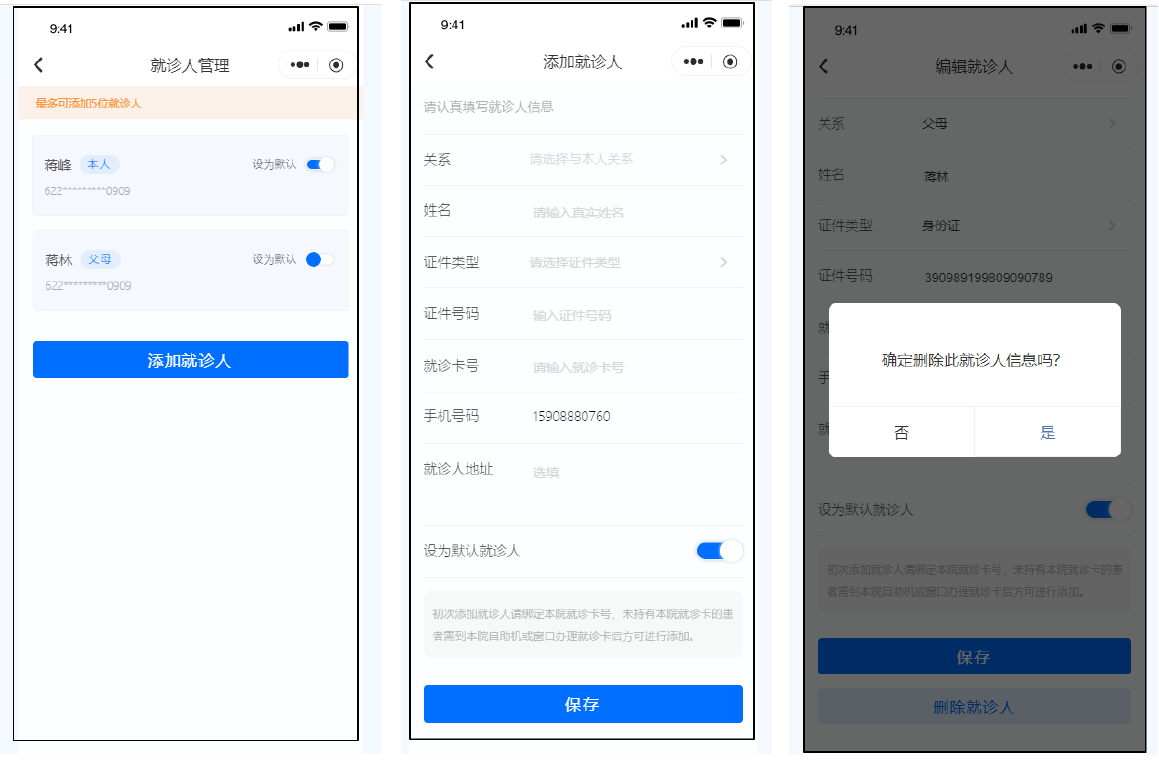 9:41
就诊人管理
最多可添加5位就诊人
蒋峰 本人 设为默认
622*********0909
蒋林 父母 设为默认
622*********0909
添加就诊人
9:41
添加就诊人
请认真填写就诊人信息
关系 请选择与本人关系
姓名 请输入真实姓名
证件类型 请选择证件类型
证件号码 输入证件号码
就诊卡号 请输入就诊卡号
手机号码 15908880760
就诊人地址 选填
设为默认就诊人
初次添加就诊人请绑定本院就诊卡号，未持有本院就诊卡的患
者需到本院自助机或窗口办理就诊卡后方可进行添加。
保存
9:41
编辑就诊人
关系 父母
姓名 蒋林
证件类型 身份证
证件号码 390989199809090789
就
手
就
确定删除此就诊人信息吗?
否 是
设为默认就诊人
初次添加就诊人请绑定本院就诊卡号，未持有本院就诊卡的患
者需到本院自助机或窗口办理就诊卡后方可进行添加。
保存
删除就诊人